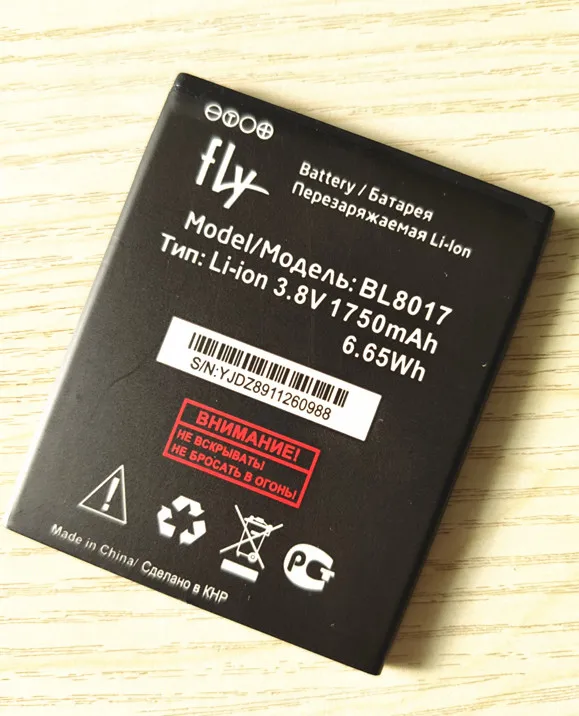 fly
Battery / Батарея
Перезаряжаемая Li-Ion
Model/Модель: BL8017
Тип: Li-ion 3.8V 1750mAh
6.65Wh
S/N:YJDZ8911260988
ВНИМАНИЕ!
НЕ ВСКРЫВАТЬ!
НЕ БРОСАТЬ В ОГОНЬ!
Made in China/ Сделано в КНР